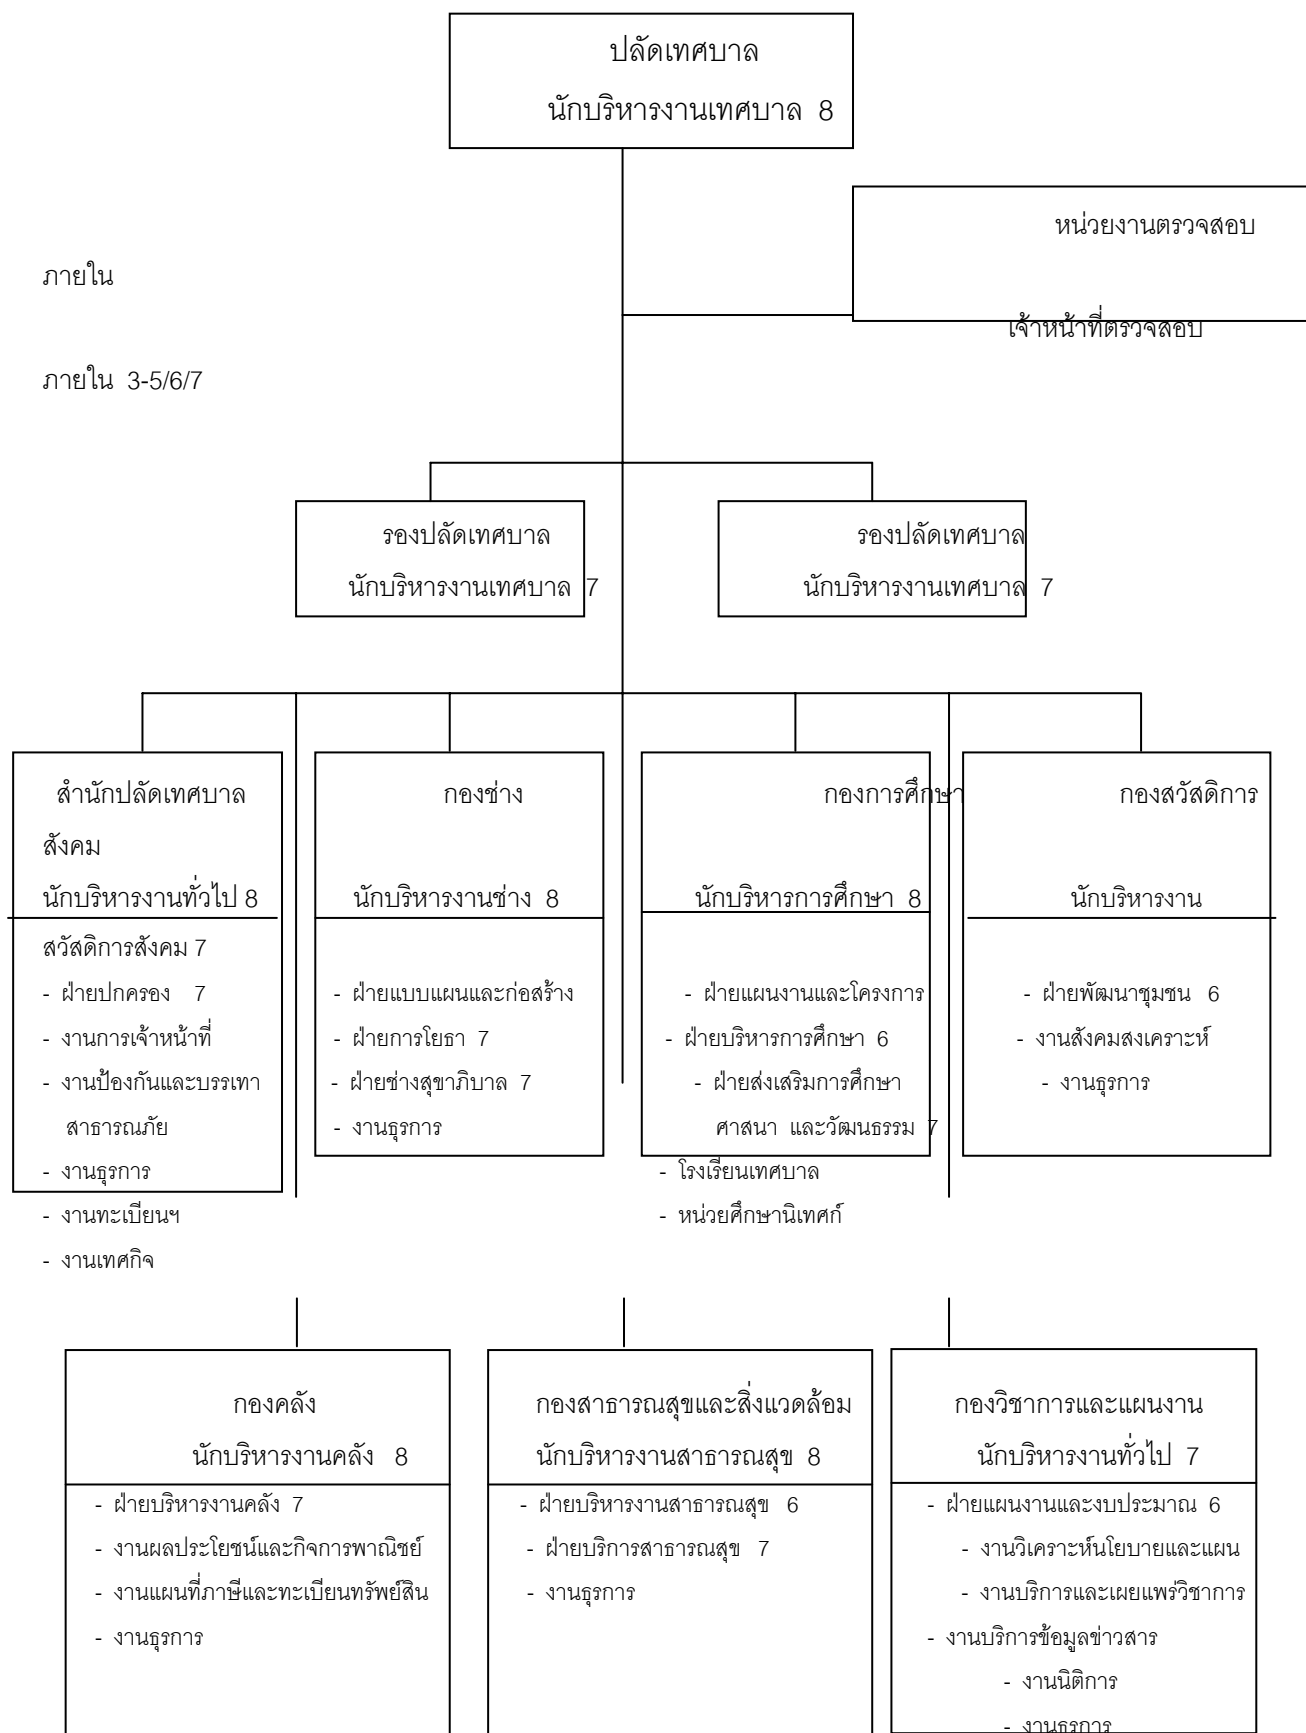 ปลัดเทศบาล
นักบริหารงานเทศบาล 8
หน่วยงานตรวจสอบ
ภายใน
เจ้าหน้าที่ตรวจสอบ
ภายใน 3-5/6/7
รองปลัดเทศบาล รองปลัดเทศบาล
นักบริหารงานเทศบาล 7 นักบริหารงานเทศบาล 7
สำนักปลัดเทศบาล กองช่าง กองการศึกษา กองสวัสดิการ
สังคม
นักบริหารงานทั่วไป 8 นักบริหารงานช่าง 8 นักบริหารการศึกษา 8 นักบริหารงาน
สวัสดิการสังคม 7
- ฝ่ายปกครอง 7 - ฝ่ายแบบแผนและก่อสร้าง - ฝ่ายแผนงานและโครงการ - ฝ่ายพัฒนาชุมชน 6
- งานการเจ้าหน้าที่ - ฝ่ายการโยธา 7 - ฝ่ายบริหารการศึกษา 6 - งานสังคมสงเคราะห์
- งานป้องกันและบรรเทา - ฝ่ายช่างสุขาภิบาล 7 - ฝ่ายส่งเสริมการศึกษา - งานธุรการ
สาธารณภัย - งานธุรการ ศาสนา และวัฒนธรรม 7
- งานธุรการ - โรงเรียนเทศบาล
- งานทะเบียนฯ - หน่วยศึกษานิเทศก์
- งานเทศกิจ
กองคลัง กองสาธารณสุขและสิ่งแวดล้อม กองวิชาการและแผนงาน
นักบริหารงานคลัง 8 นักบริหารงานสาธารณสุข 8 นักบริหารงานทั่วไป 7
- ฝ่ายบริหารงานคลัง 7 - ฝ่ายบริหารงานสาธารณสุข 6 - ฝ่ายแผนงานและงบประมาณ 6
- งานผลประโยชน์และกิจการพาณิชย์ - ฝ่ายบริการสาธารณสุข 7 - งานวิเคราะห์นโยบายและแผน
- งานแผนที่ภาษีและทะเบียนทรัพย์สิน - งานธุรการ - งานบริการและเผยแพร่วิชาการ
- งานธุรการ - งานบริการข้อมูลข่าวสาร
- งานนิติการ
- งานธุรการ